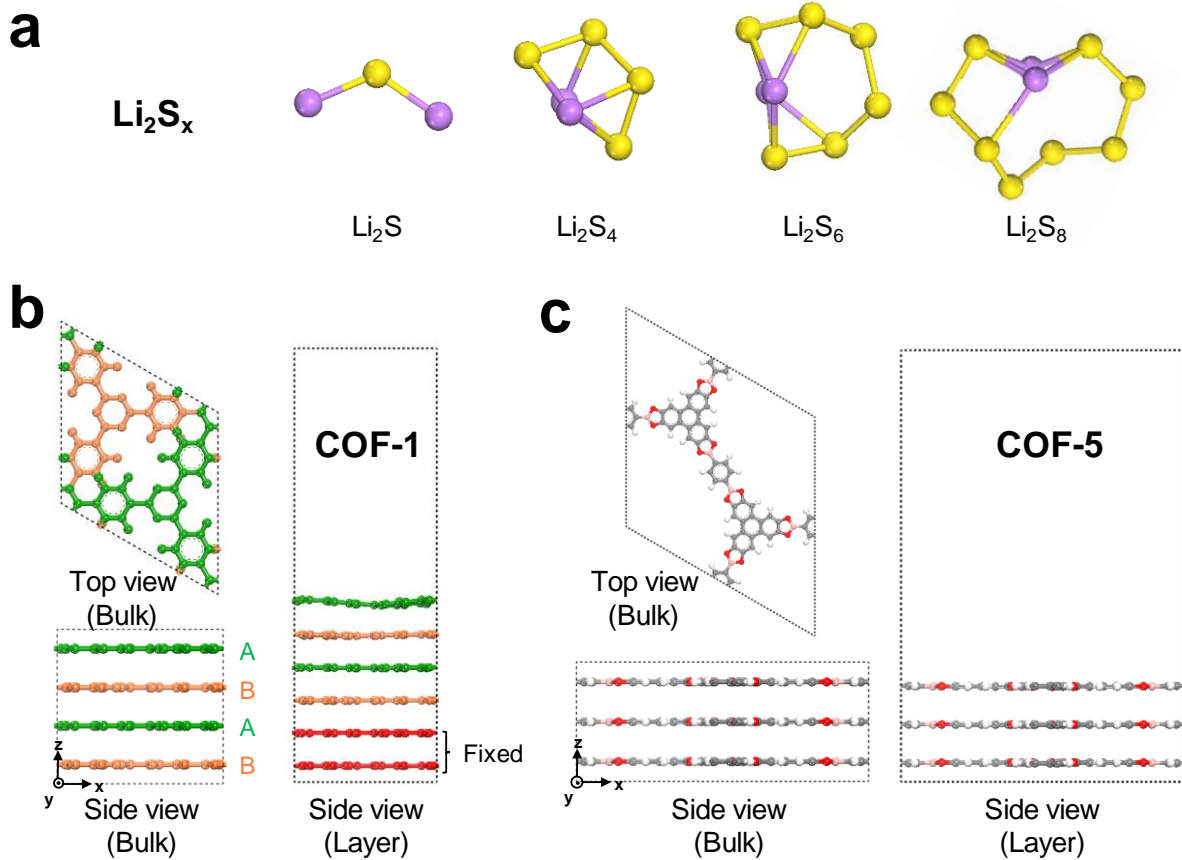 a
Li2Sx
Li2S
Li2S4
Li2S6
Li2S8
b
Top view
(Bulk)
A
B
A
B
z
y
x
Side view
(Bulk)
COF-1
Fixed
Side view
(Layer)
c
Top view
(Bulk)
z
y
x
Side view
(Bulk)
COF-5
Side view
(Layer)